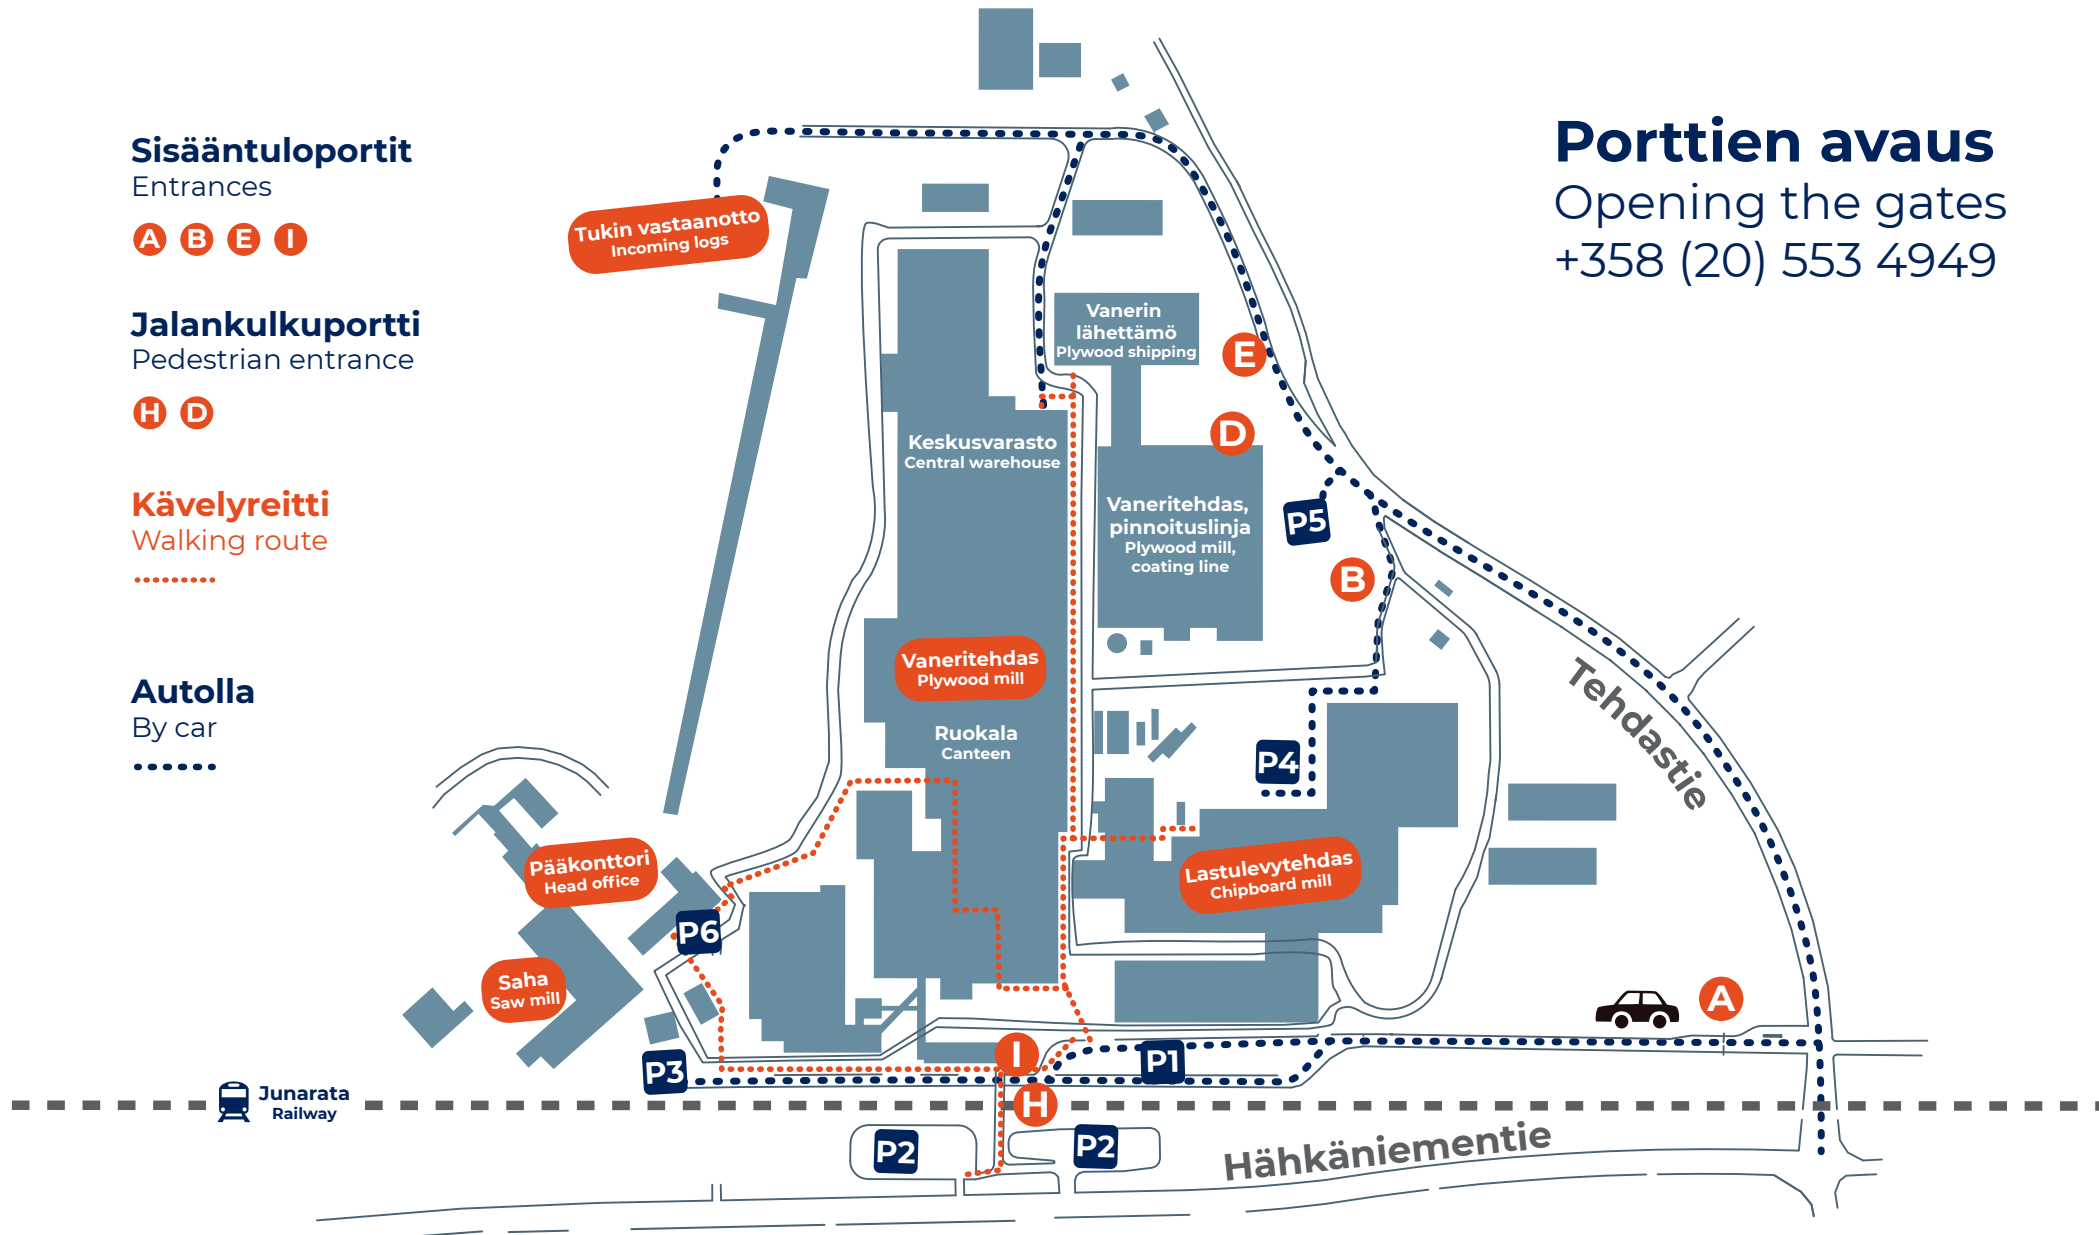 Sisääntuloportit
Entrances
A B E I
Jalankulkuportti
Pedestrian entrance
H D
Kävelyreitti
Walking route
Autolla
By car
Porttien avaus
Opening the gates
+358 (20) 553 4949
Tukin vastaanotto
Incoming logs
Vanerin
lähettämö
Plywood shipping
E
D
Keskusvarasto
Central warehouse
Vaneritehdas,
pinnoituslinja
Plywood mill,
coating line
P5
B
Vaneritehdas
Plywood mill
Ruokala
Canteen
P4
Tehdastie
Pääkonttori
Head office
Lastulevytehdas
Chipboard mill
P6
Saha
Saw mill
A
I
P1
P3
H
Junarata
Railway
P2
P2
Hähkäniementie